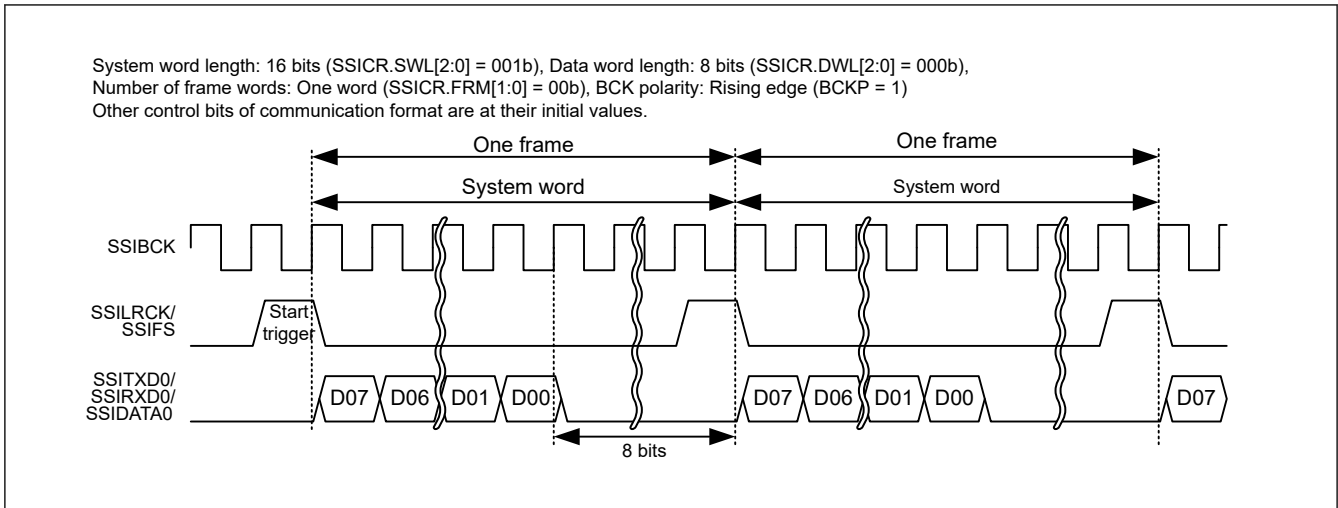 System word length: 16 bits (SSICR.SWL[2:0] = 001b), Data word length: 8 bits (SSICR.DWL[2:0] = 000b),
Number of frame words: One word (SSICR.FRM[1:0] = 00b), BCK polarity: Rising edge (BCKP = 1)
Other control bits of communication format are at their initial values.
One frame
One frame
System word
System word
SSIBCK
SSILRCK/
SSIFS
Start
trigger
SSITXD0/
SSIRXD0/
SSIDATA0
D07
D06
D01
D00
D07
D06
D01
D00
D07
8 bits